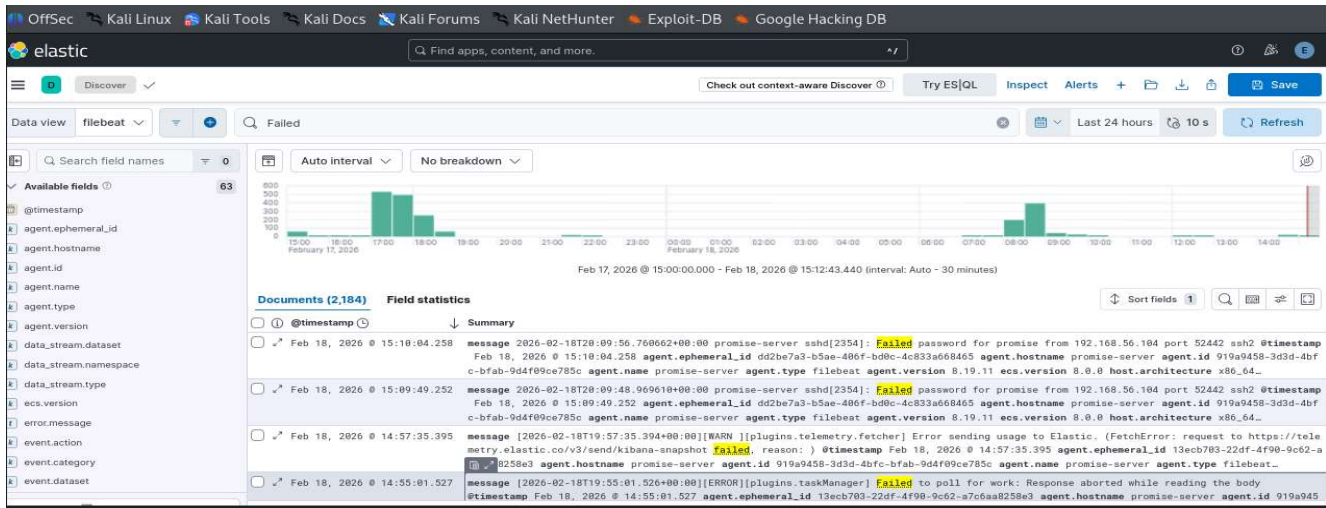 OffSec Kali Linux Kali Tools Kali Docs Kali Forums Kali NetHunter Exploit-DB Google Hacking DB
elastic Find apps, content, and more. ^/ E
D Discover Check out context-aware Discover Try ES|QL Inspect Alerts Save
Data view filebeat Failed Last 24 hours 10 s Refresh
Search field names 0 Auto interval No breakdown
Available fields 63
@timestamp
agent.ephemeral_id
agent.hostname
agent.id
agent.name
agent.type
agent.version
data_stream.dataset
data_stream.namespace
data_stream.type
ecs.version
error.message
event.action
event.category
event.dataset
600
500
400
300
200
100
0
15:00 16:00 17:00 18:00 19:00 20:00 21:00 22:00 23:00 00:00 01:00 02:00 03:00 04:00 05:00 06:00 07:00 08:00 09:00 10:00 11:00 12:00 13:00 14:00
February 17, 2026 February 18, 2026
Feb 17, 2026 @ 15:00:00.000 - Feb 18, 2026 @ 15:12:43.440 (interval: Auto - 30 minutes)
Documents (2,184) Field statistics Sort fields 1
@timestamp Summary
Feb 18, 2026 @ 15:10:04.258 message 2026-02-18T20:09:56.760662+00:00 promise-server sshd[2354]: Failed password for promise from 192.168.56.104 port 52442 ssh2 @timestamp
Feb 18, 2026 @ 15:10:04.258 agent.ephemeral_id dd2be7a3-b5ae-406f-bd0c-4c833a668465 agent.hostname promise-server agent.id 919a9458-3d3d-4bf
c-bfab-9d4f09ce785c agent.name promise-server agent.type filebeat agent.version 8.19.11 ecs.version 8.0.0 host.architecture x86_64…
Feb 18, 2026 @ 15:09:49.252 message 2026-02-18T20:09:48.969610+00:00 promise-server sshd[2354]: Failed password for promise from 192.168.56.104 port 52442 ssh2 @timestamp
Feb 18, 2026 @ 15:09:49.252 agent.ephemeral_id dd2be7a3-b5ae-406f-bd0c-4c833a668465 agent.hostname promise-server agent.id 919a9458-3d3d-4bf
c-bfab-9d4f09ce785c agent.name promise-server agent.type filebeat agent.version 8.19.11 ecs.version 8.0.0 host.architecture x86_64…
Feb 18, 2026 @ 14:57:35.395 message [2026-02-18T19:57:35.394+00:00][WARN ][plugins.telemetry.fetcher] Error sending usage to Elastic. (FetchError: request to https://tele
metry.elastic.co/v3/send/kibana-snapshot failed, reason: ) @timestamp Feb 18, 2026 @ 14:57:35.395 agent.ephemeral_id 13ecb703-22df-4f90-9c62-a
8258e3 agent.hostname promise-server agent.id 919a9458-3d3d-4bfc-bfab-9d4f09ce785c agent.name promise-server agent.type filebeat…
Feb 18, 2026 @ 14:55:01.527 message [2026-02-18T19:55:01.526+00:00][ERROR][plugins.taskManager] Failed to poll for work: Response aborted while reading the body
@timestamp Feb 18, 2026 @ 14:55:01.527 agent.ephemeral_id 13ecb703-22df-4f90-9c62-a7c6aa8258e3 agent.hostname promise-server agent.id 919a945